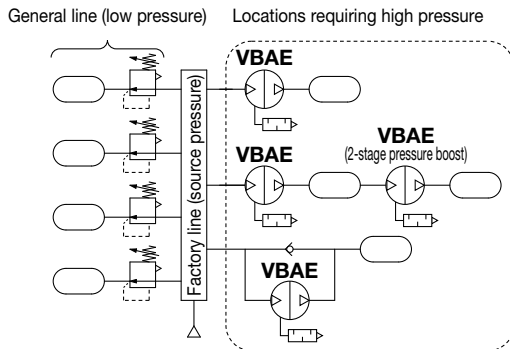 General line (low pressure)
Locations requiring high pressure
VBAE
VBAE
VBAE
(2-stage pressure boost)
Factory line (source pressure)
VBAE